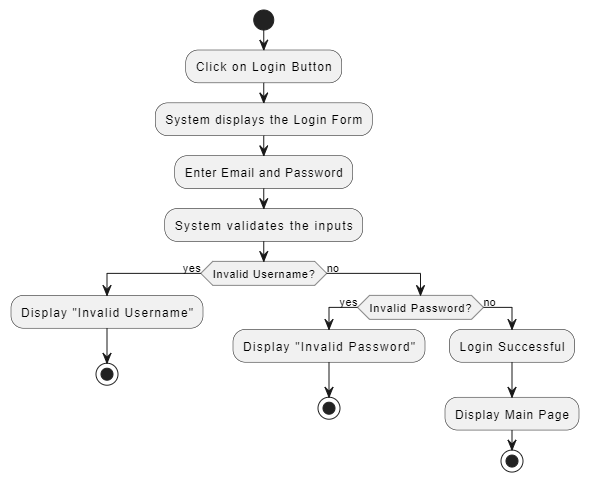 Click on Login Button
System displays the Login Form
Enter Email and Password
System validates the inputs
yes
Invalid Username?
no
Display "Invalid Username"
yes
Invalid Password?
no
Display "Invalid Password"
Login Successful
Display Main Page